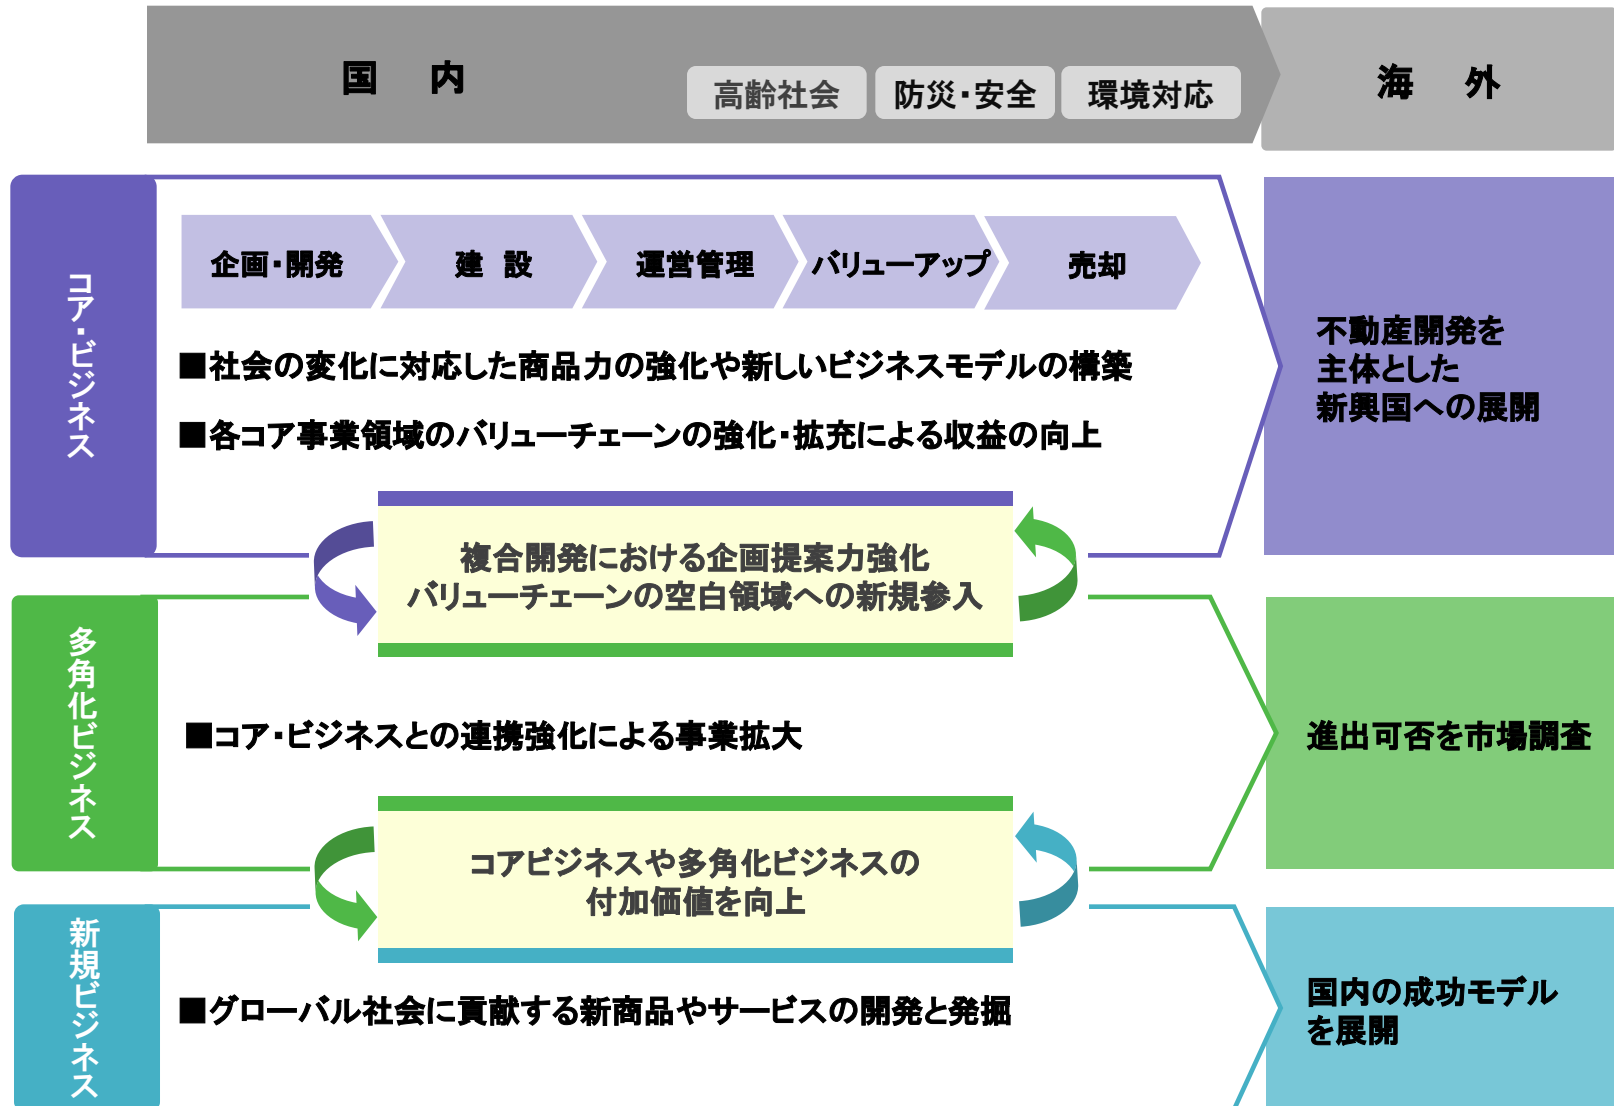 国 内
高齢社会
防災・安全
環境対応
海 外
コア・ビジネス
企画・開発
建 設
運営管理
バリューアップ
売却
■社会の変化に対応した商品力の強化や新しいビジネスモデルの構築
■各コア事業領域のバリューチェーンの強化・拡充による収益の向上
不動産開発を
主体とした
新興国への展開
複合開発における企画提案力強化
バリューチェーンの空白領域への新規参入
多角化ビジネス
■コア・ビジネスとの連携強化による事業拡大
進出可否を市場調査
コアビジネスや多角化ビジネスの
付加価値を向上
新規ビジネス
■グローバル社会に貢献する新商品やサービスの開発と発掘
国内の成功モデル
を展開